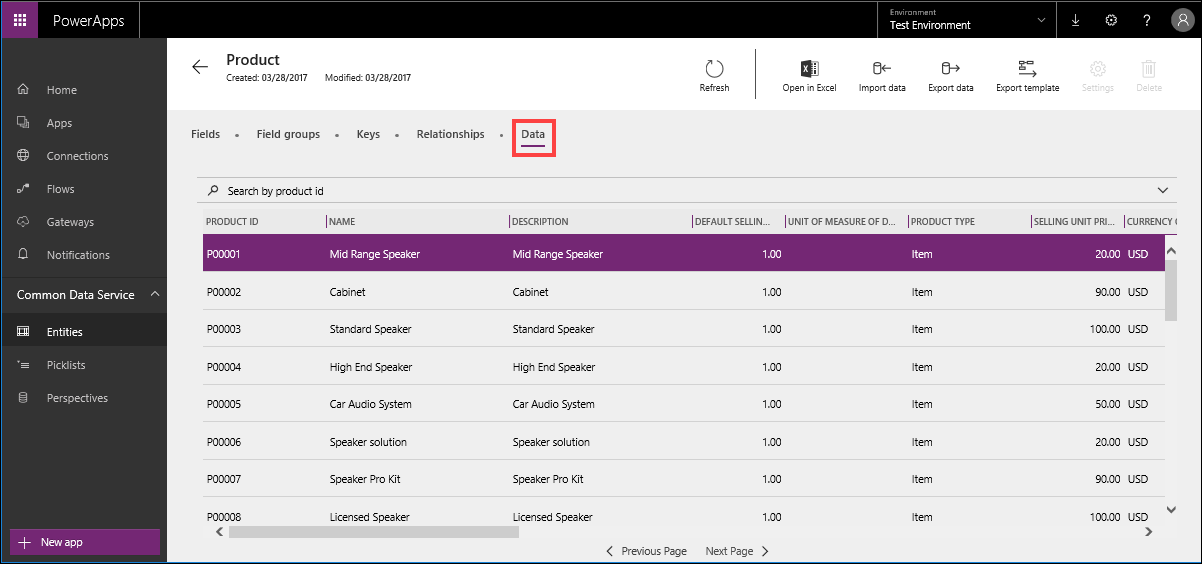 PowerApps
Environment
Test Environment
?
Product
Created: 03/28/2017 Modified: 03/28/2017
Refresh
Open in Excel
Import data
Export data
Export template
Settings
Delete
Home
Apps
Connections
Flows
Gateways
Notifications
Common Data Service
Entities
Picklists
Perspectives
New app
Fields • Field groups • Keys • Relationships • Data
Search by product id
PRODUCT ID NAME DESCRIPTION DEFAULT SELLIN... UNIT OF MEASURE OF D... PRODUCT TYPE SELLING UNIT PRI... CURRENCY
P00001 Mid Range Speaker Mid Range Speaker 1.00 Item 20.00 USD
P00002 Cabinet Cabinet 1.00 Item 90.00 USD
P00003 Standard Speaker Standard Speaker 1.00 Item 100.00 USD
P00004 High End Speaker High End Speaker 1.00 Item 20.00 USD
P00005 Car Audio System Car Audio System 1.00 Item 50.00 USD
P00006 Speaker solution Speaker solution 1.00 Item 20.00 USD
P00007 Speaker Pro Kit Speaker Pro Kit 1.00 Item 90.00 USD
P00008 Licensed Speaker Licensed Speaker 1.00 Item 100.00 USD
Previous Page Next Page